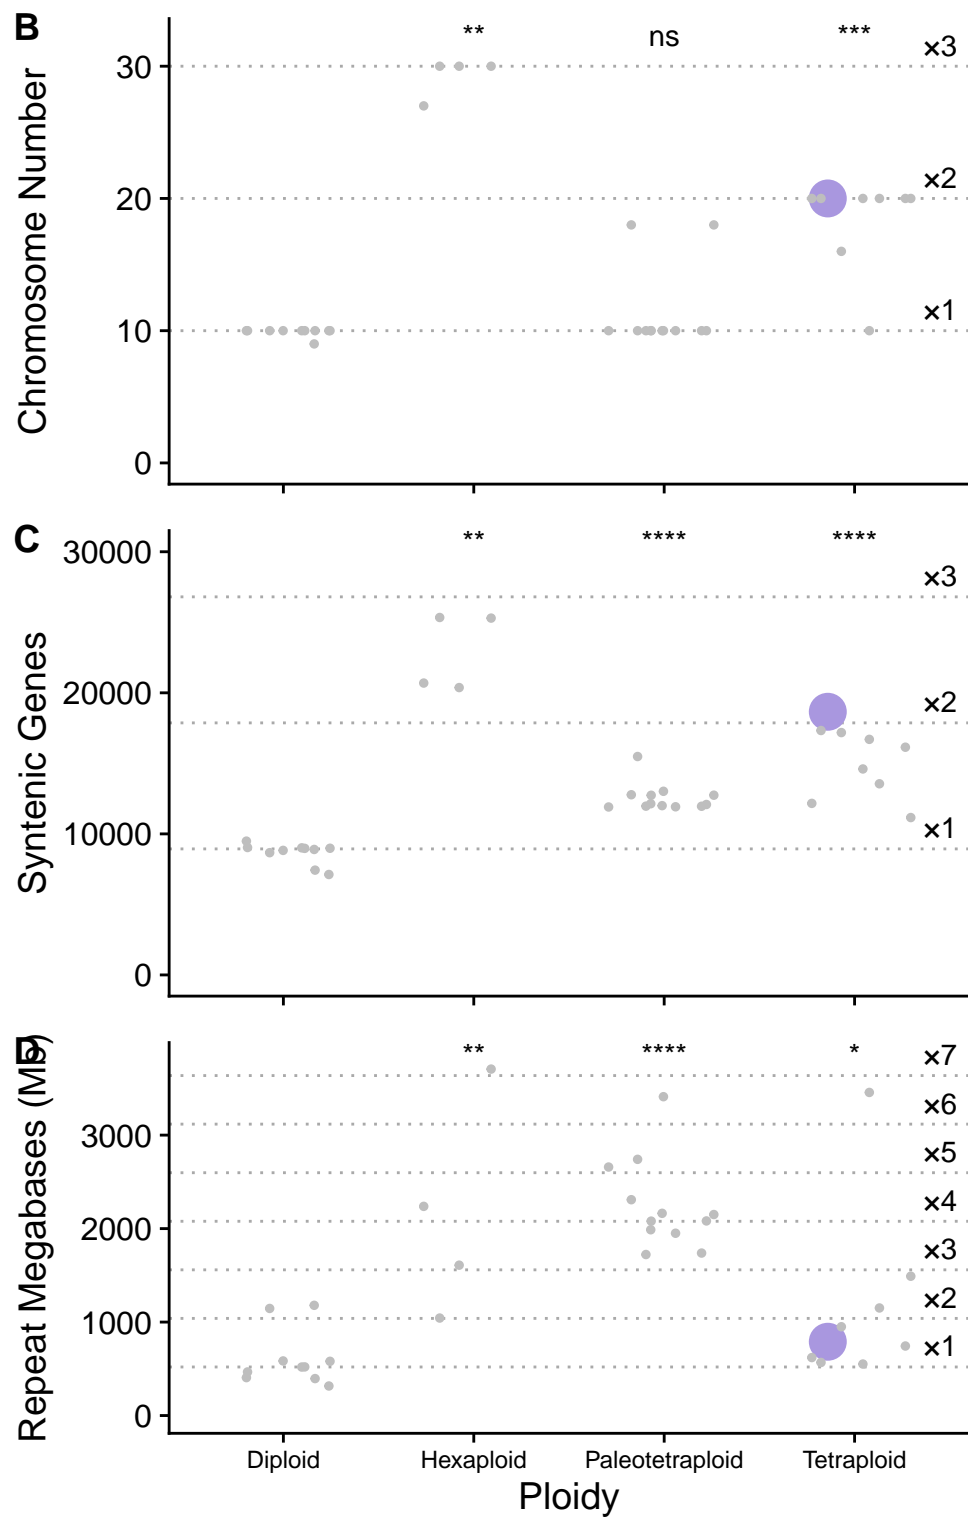 B
Chromosome Number
** ns ***
30 ×3
20 ×2
10 ×1
0
C
Syntenic Genes
** **** ****
30000
×3
20000
×2
10000 ×1
0
D
Repeat Megabases (Mb)
** **** *
×7
×6
3000
×5
×4
2000
×3
×2
1000
×1
0
Diploid Hexaploid Paleotetraploid Tetraploid
Ploidy